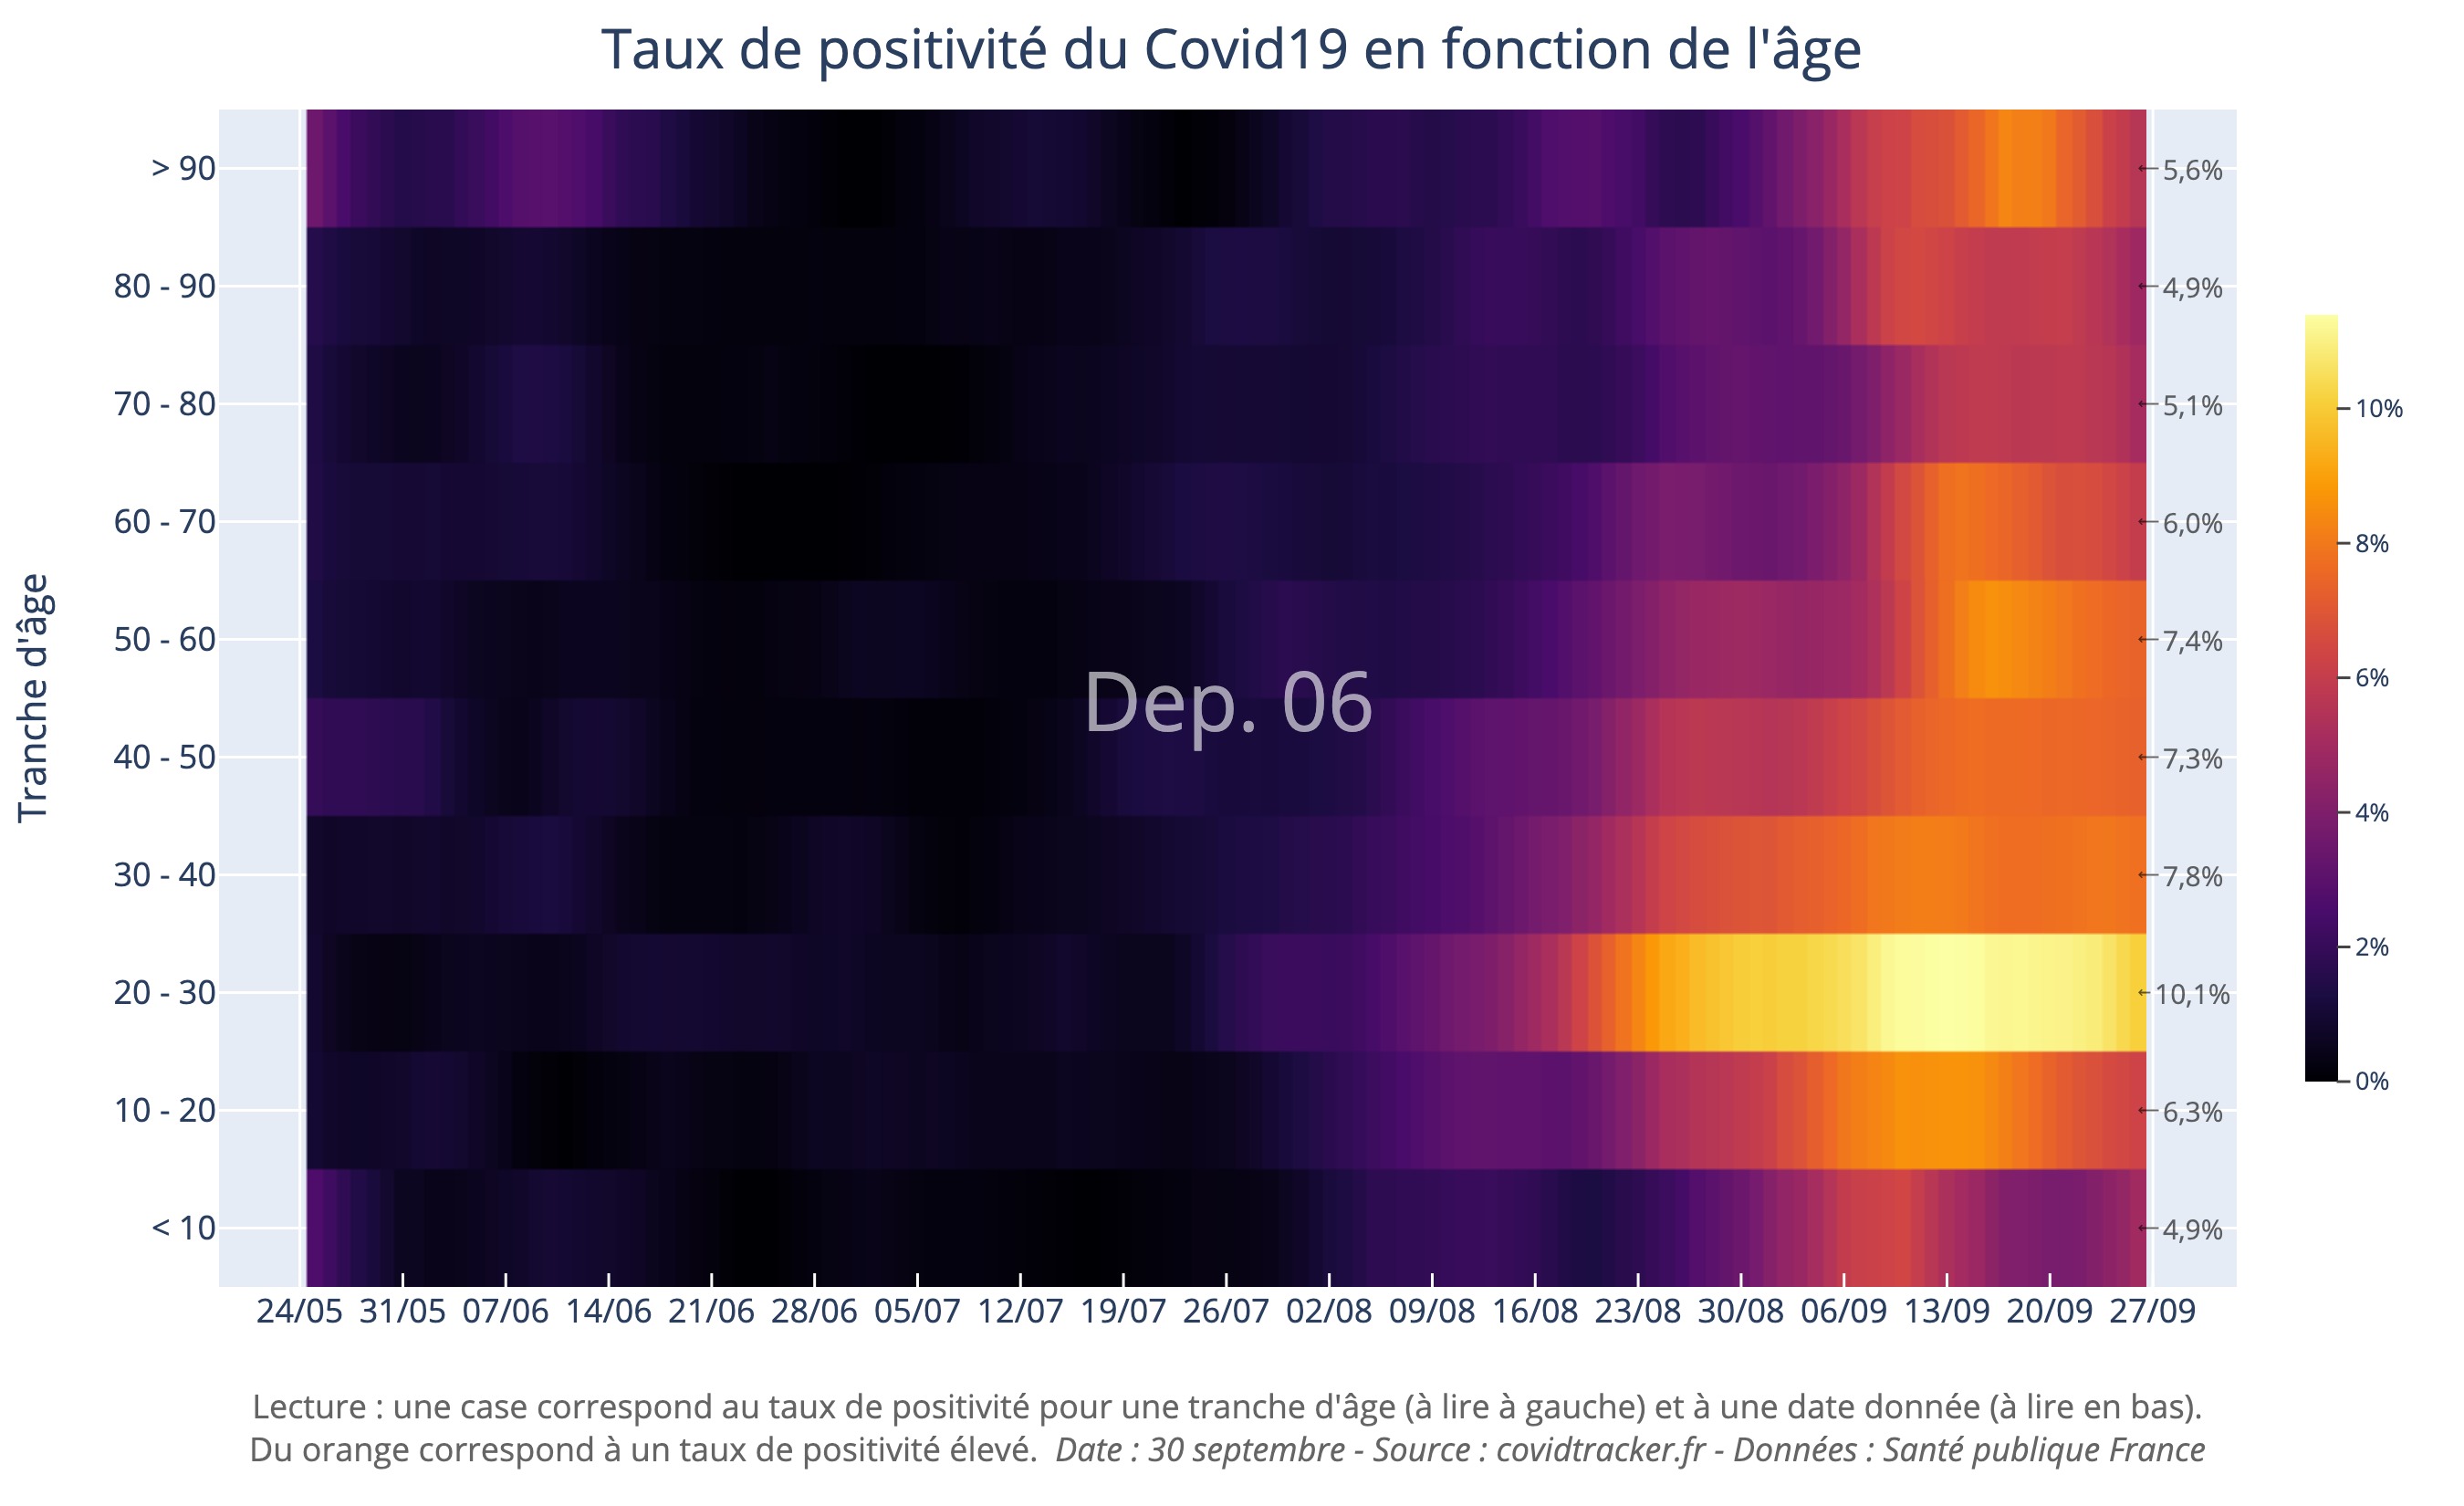 Taux de positivité du Covid19 en fonction de l'âge
Tranche d'âge
> 90
80 - 90
70 - 80
60 - 70
50 - 60
40 - 50
30 - 40
20 - 30
10 - 20
< 10
Dep. 06
5,6%
4,9%
5,1%
6,0%
7,4%
7,3%
7,8%
10,1%
6,3%
4,9%
10%
8%
6%
4%
2%
0%
24/05 31/05 07/06 14/06 21/06 28/06 05/07 12/07 19/07 26/07 02/08 09/08 16/08 23/08 30/08 06/09 13/09 20/09 27/09
Lecture : une case correspond au taux de positivité pour une tranche d'âge (à lire à gauche) et à une date donnée (à lire en bas).
Du orange correspond à un taux de positivité élevé. Date : 30 septembre - Source : covidtracker.fr - Données : Santé publique France